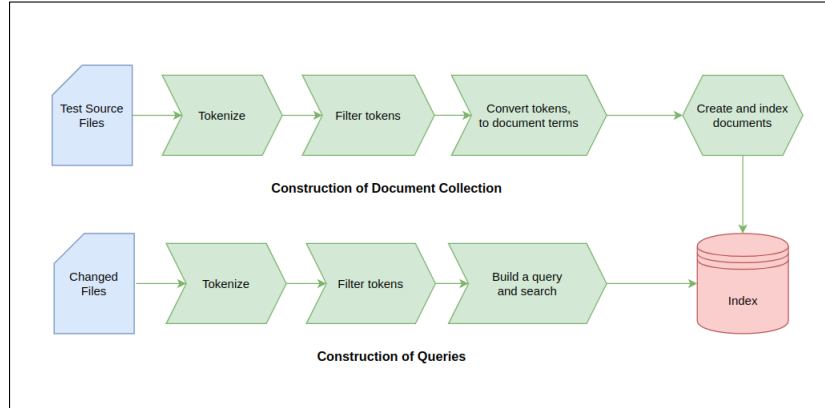 Test Source
Files
Tokenize
Filter tokens
Convert tokens,
to document terms
Create and index
documents
Construction of Document Collection
Changed
Files
Tokenize
Filter tokens
Build a query
and search
Index
Construction of Queries